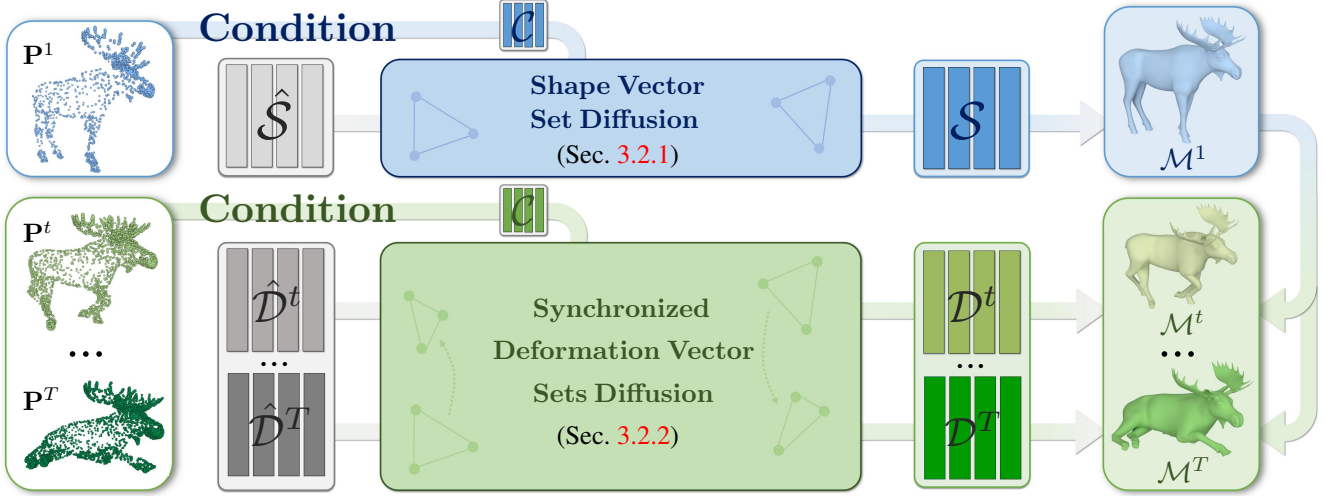 P^1
Condition
C
Ŝ
Shape Vector
Set Diffusion
(Sec. 3.2.1)
S
M^1
Condition
C
P^t
...
P^T
D̂^t
...
D̂^T
Synchronized
Deformation Vector
Sets Diffusion
(Sec. 3.2.2)
D^t
...
D^T
M^t
...
M^T